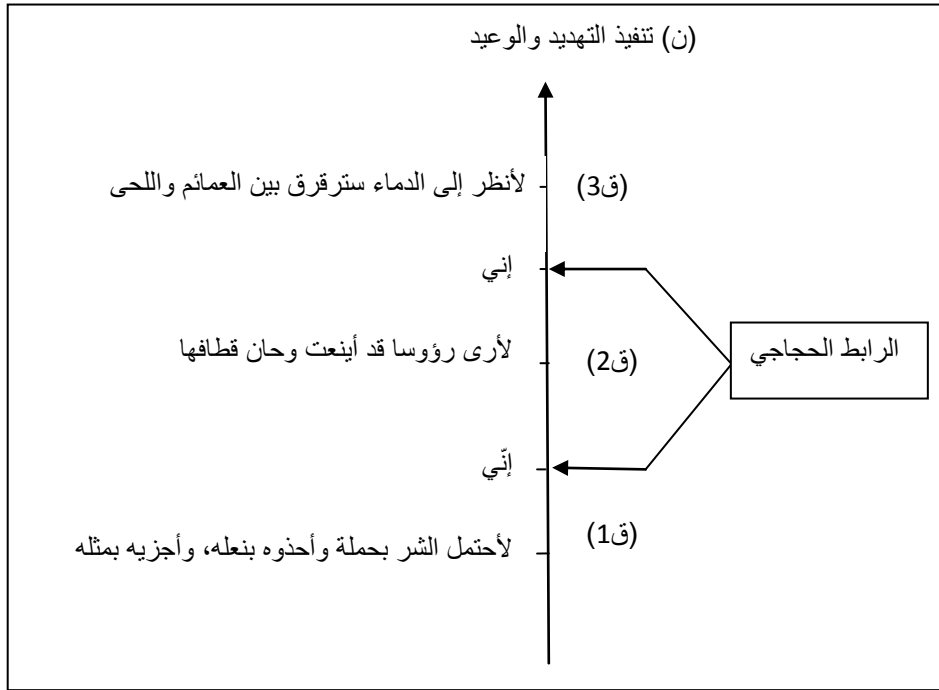 (ن) تنفيذ التهديد والوعيد
(ق3) لأنظر إلى الدماء سترقرق بين العمائم واللحى
إني
الرابط الحجاجي
(ق2) لأرى رؤوسا قد أينعت وحان قطافها
إنّي
(ق1) لأحتمل الشر بحملة وأحذوه بنعله، وأجزيه بمثله